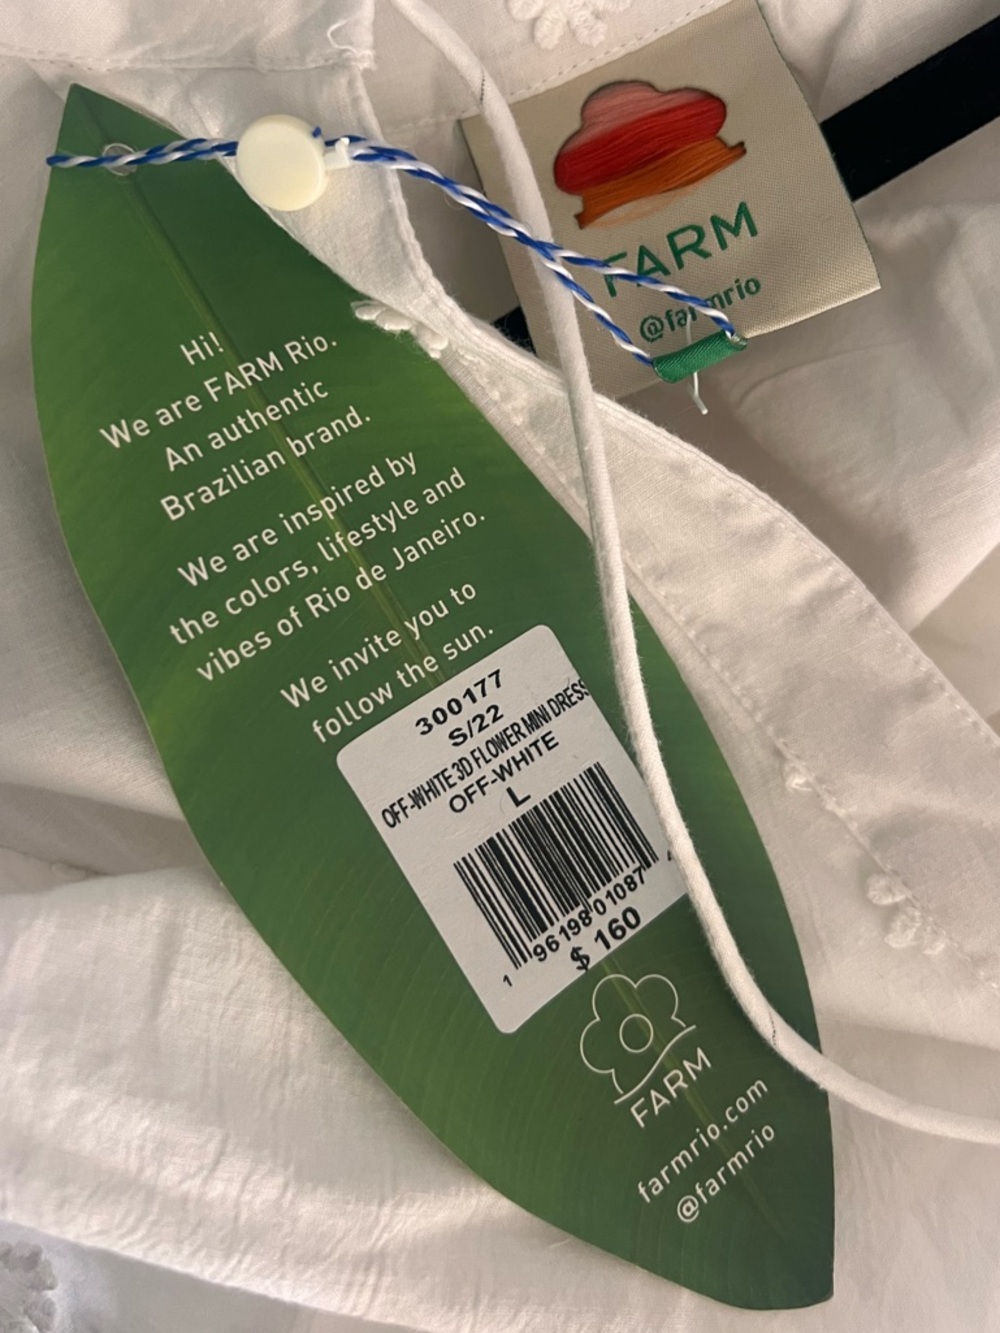 FARM
@farmrio
Hi!
We are FARM Rio.
An authentic
Brazilian brand.
We are inspired by
the colors, lifestyle and
vibes of Rio de Janeiro.
We invite you to
follow the sun.
300177
S/22
OFF-WHITE 3D FLOWER MINI DRESS
OFF-WHITE
L
1 96198 01087
$ 160
FARM
farmrio.com
@farmrio